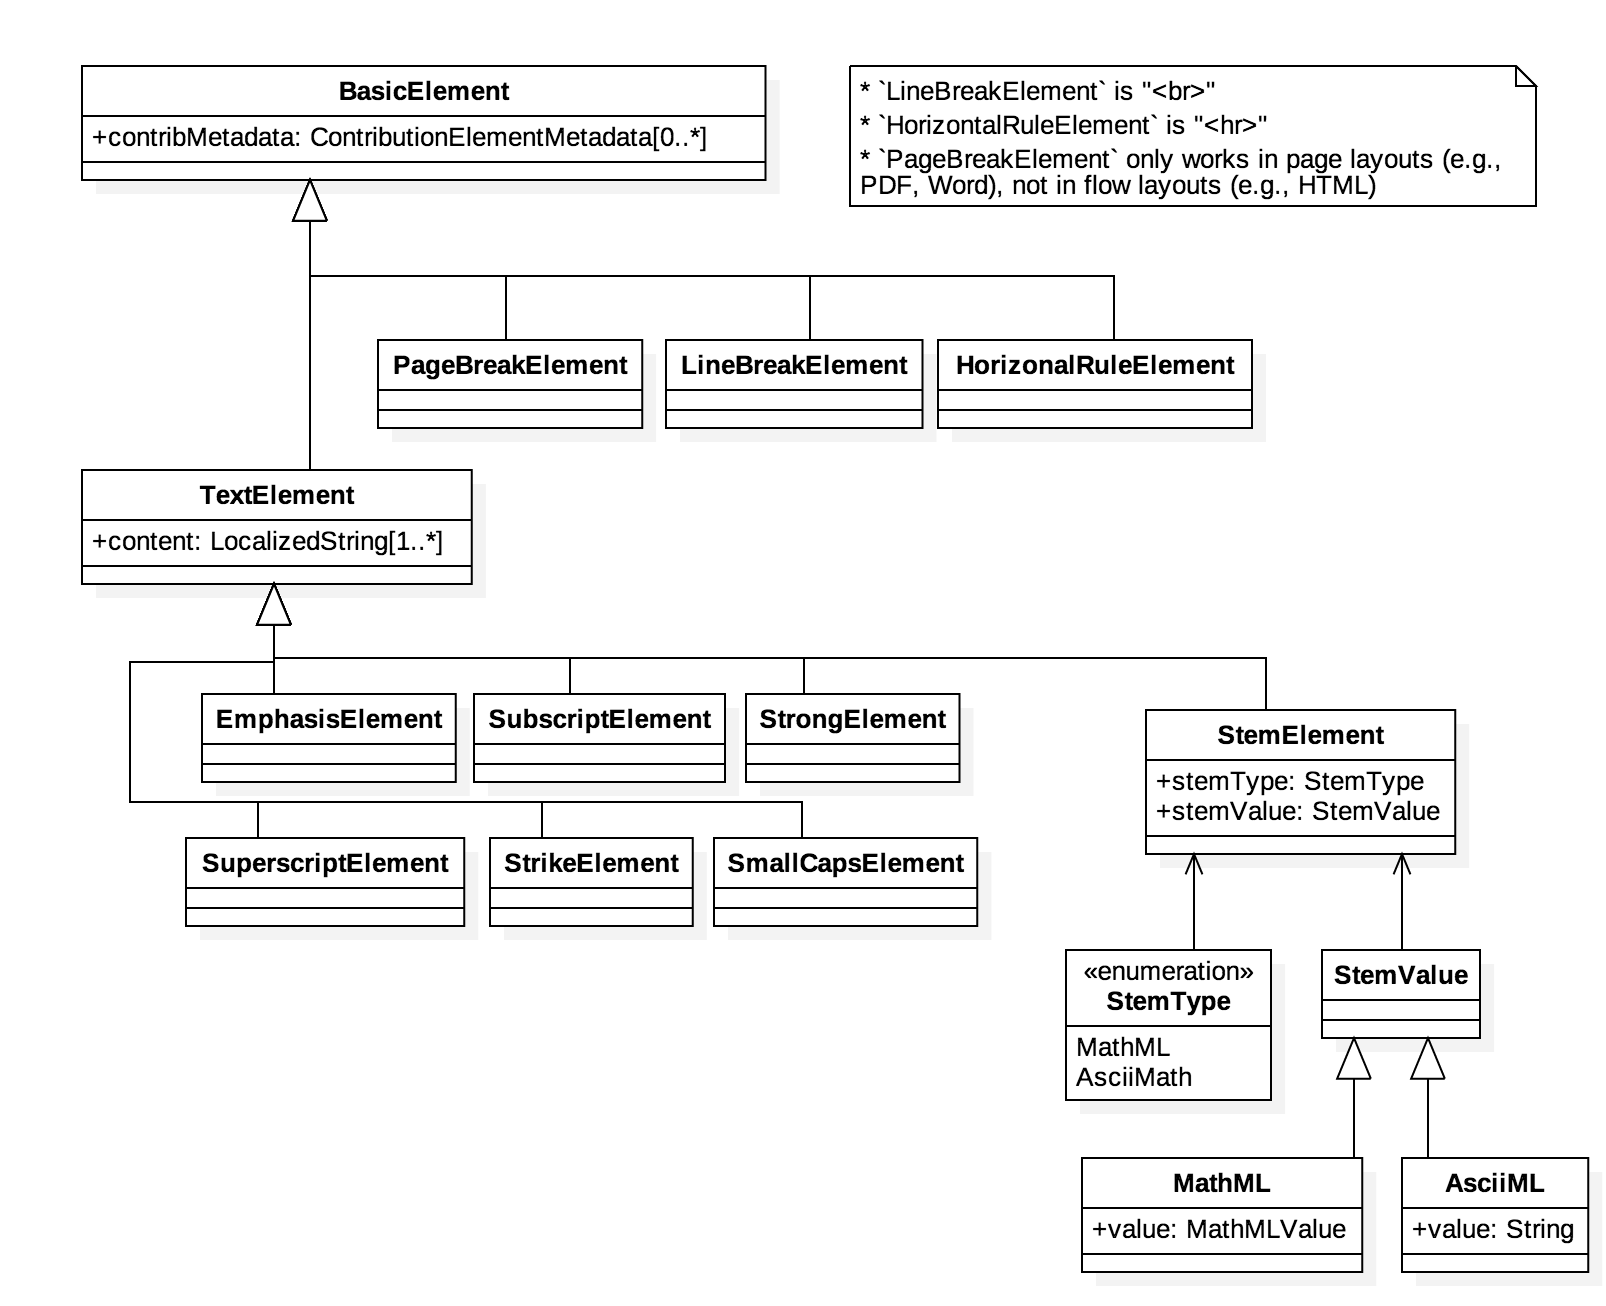 BasicElement
+contribMetadata: ContributionElementMetadata[0..*]
* `LineBreakElement` is "<br>"
* `HorizontalRuleElement` is "<hr>"
* `PageBreakElement` only works in page layouts (e.g.,
PDF, Word), not in flow layouts (e.g., HTML)
PageBreakElement
LineBreakElement
HorizonalRuleElement
TextElement
+content: LocalizedString[1..*]
EmphasisElement
SubscriptElement
StrongElement
StemElement
+stemType: StemType
+stemValue: StemValue
SuperscriptElement
StrikeElement
SmallCapsElement
«enumeration»
StemType
MathML
AsciiMath
StemValue
MathML
+value: MathMLValue
AsciiML
+value: String